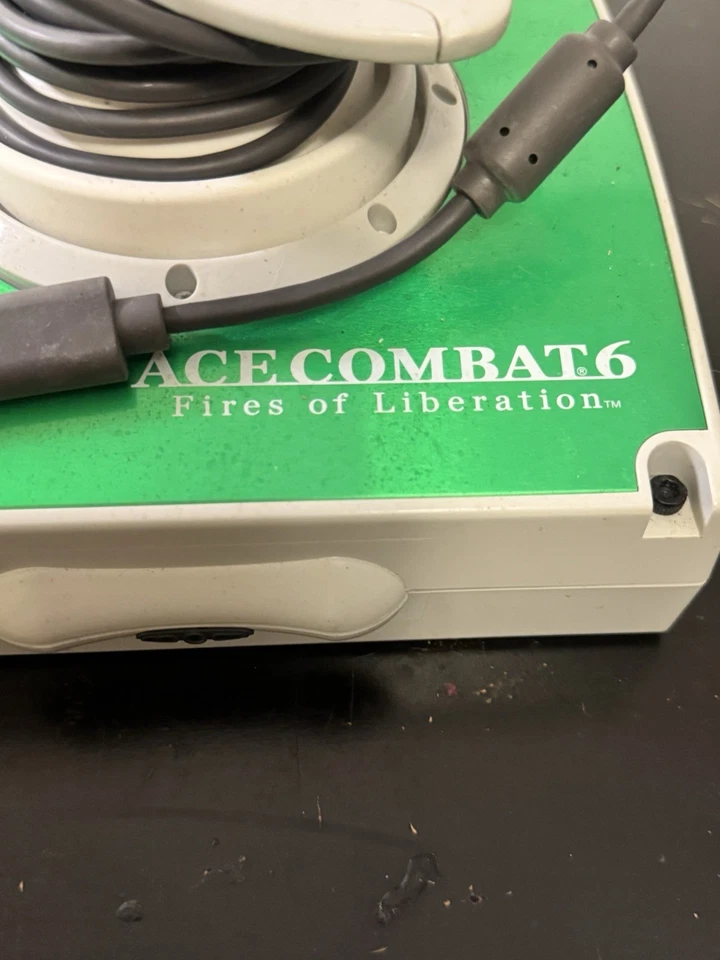 ACE COMBAT®6
Fires of Liberation™